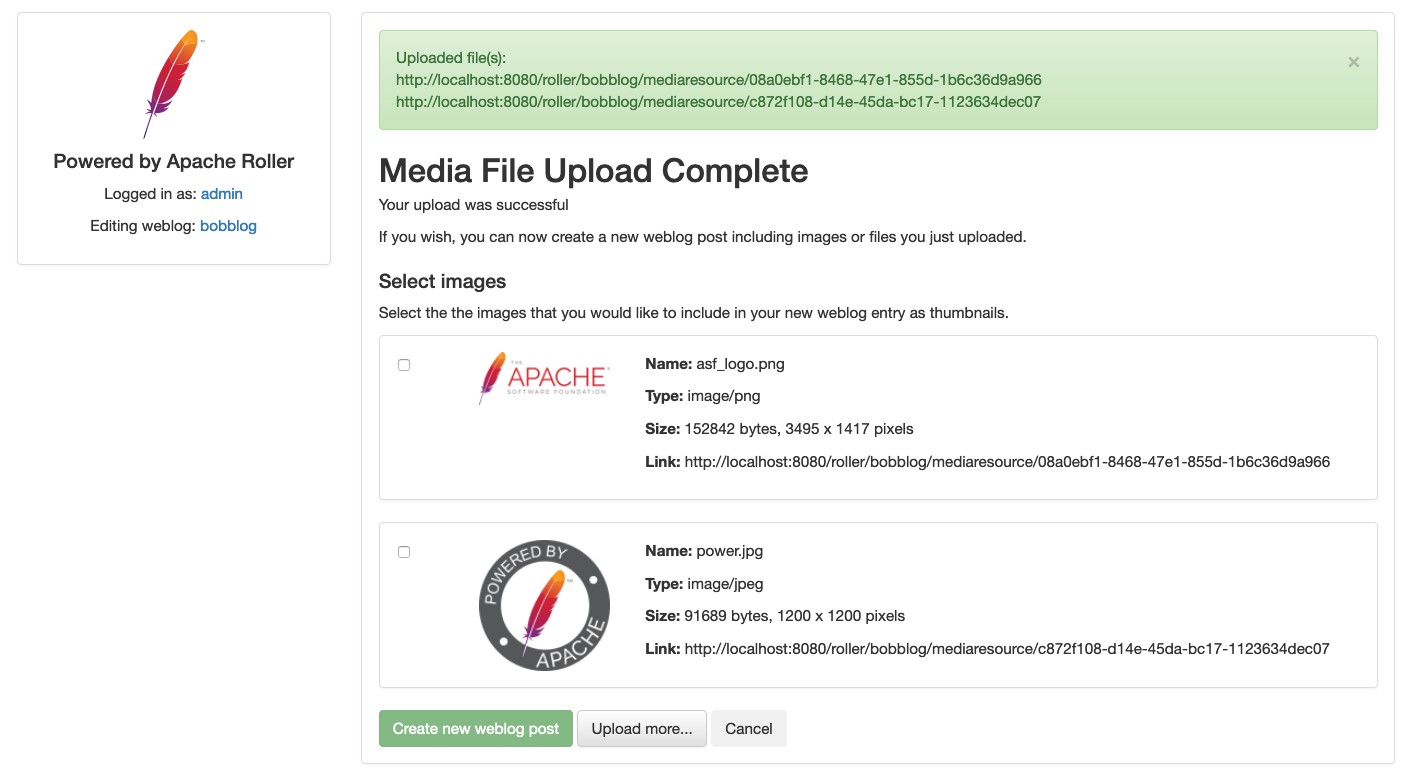 Powered by Apache Roller
Logged in as: admin
Editing weblog: bobblog
Uploaded file(s):
http://localhost:8080/roller/bobblog/mediaresource/08a0ebf1-8468-47e1-855d-1b6c36d9a966
http://localhost:8080/roller/bobblog/mediaresource/c872f108-d14e-45da-bc17-1123634dec07
×
Media File Upload Complete
Your upload was successful
If you wish, you can now create a new weblog post including images or files you just uploaded.
Select images
Select the the images that you would like to include in your new weblog entry as thumbnails.
THE
APACHE
SOFTWARE FOUNDATION
Name: asf_logo.png
Type: image/png
Size: 152842 bytes, 3495 x 1417 pixels
Link: http://localhost:8080/roller/bobblog/mediaresource/08a0ebf1-8468-47e1-855d-1b6c36d9a966
POWERED BY
APACHE
Name: power.jpg
Type: image/jpeg
Size: 91689 bytes, 1200 x 1200 pixels
Link: http://localhost:8080/roller/bobblog/mediaresource/c872f108-d14e-45da-bc17-1123634dec07
Create new weblog post
Upload more...
Cancel